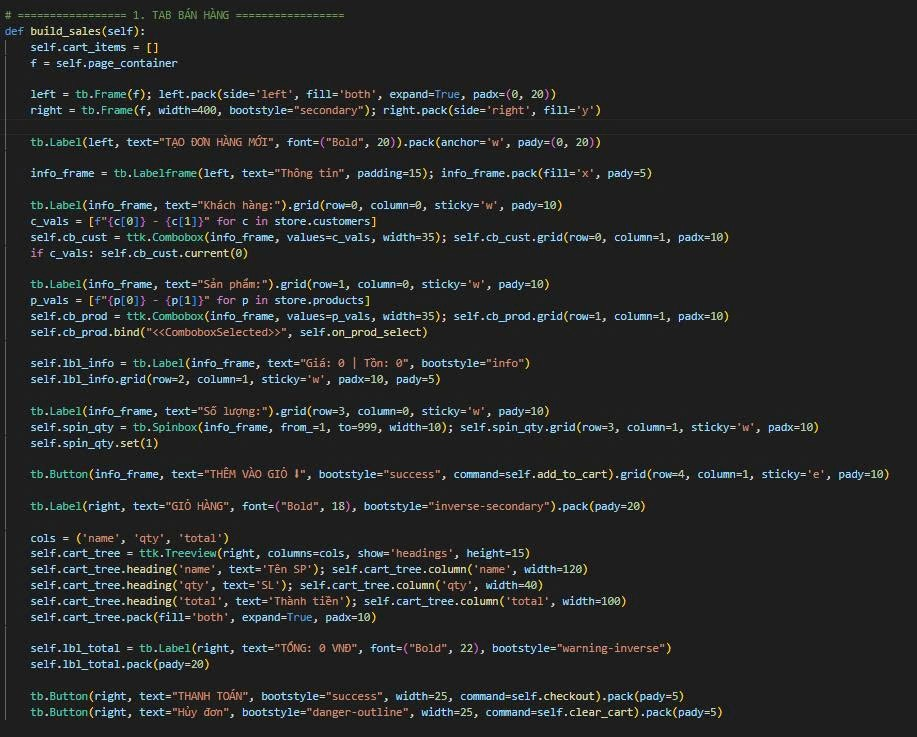 # ================= 1. TAB BÁN HÀNG =================
def build_sales(self):
    self.cart_items = []
    f = self.page_container

    left = tb.Frame(f); left.pack(side='left', fill='both', expand=True, padx=(0, 20))
    right = tb.Frame(f, width=400, bootstyle="secondary"); right.pack(side='right', fill='y')

    tb.Label(left, text="TẠO ĐƠN HÀNG MỚI", font=("Bold", 20)).pack(anchor='w', pady=(0, 20))

    info_frame = tb.Labelframe(left, text="Thông tin", padding=15); info_frame.pack(fill='x', pady=5)

    tb.Label(info_frame, text="Khách hàng:").grid(row=0, column=0, sticky='w', pady=10)
    c_vals = [f"{c[0]} - {c[1]}" for c in store.customers]
    self.cb_cust = ttk.Combobox(info_frame, values=c_vals, width=35); self.cb_cust.grid(row=0, column=1, padx=10)
    if c_vals: self.cb_cust.current(0)

    tb.Label(info_frame, text="Sản phẩm:").grid(row=1, column=0, sticky='w', pady=10)
    p_vals = [f"{p[0]} - {p[1]}" for p in store.products]
    self.cb_prod = ttk.Combobox(info_frame, values=p_vals, width=35); self.cb_prod.grid(row=1, column=1, padx=10)
    self.cb_prod.bind("<<ComboboxSelected>>", self.on_prod_select)

    self.lbl_info = tb.Label(info_frame, text="Giá: 0 | Tồn: 0", bootstyle="info")
    self.lbl_info.grid(row=2, column=1, sticky='w', padx=10, pady=5)

    tb.Label(info_frame, text="Số lượng:").grid(row=3, column=0, sticky='w', pady=10)
    self.spin_qty = tb.Spinbox(info_frame, from_=1, to=999, width=10); self.spin_qty.grid(row=3, column=1, sticky='w', padx=10)
    self.spin_qty.set(1)

    tb.Button(info_frame, text="THÊM VÀO GIỎ ⬇", bootstyle="success", command=self.add_to_cart).grid(row=4, column=1, sticky='e', pady=10)

    tb.Label(right, text="GIỎ HÀNG", font=("Bold", 18), bootstyle="inverse-secondary").pack(pady=20)

    cols = ('name', 'qty', 'total')
    self.cart_tree = ttk.Treeview(right, columns=cols, show='headings', height=15)
    self.cart_tree.heading('name', text='Tên SP'); self.cart_tree.column('name', width=120)
    self.cart_tree.heading('qty', text='SL'); self.cart_tree.column('qty', width=40)
    self.cart_tree.heading('total', text='Thành tiền'); self.cart_tree.column('total', width=100)
    self.cart_tree.pack(fill='both', expand=True, padx=10)

    self.lbl_total = tb.Label(right, text="TỔNG: 0 VNĐ", font=("Bold", 22), bootstyle="warning-inverse")
    self.lbl_total.pack(pady=20)

    tb.Button(right, text="THANH TOÁN", bootstyle="success", width=25, command=self.checkout).pack(pady=5)
    tb.Button(right, text="Hủy đơn", bootstyle="danger-outline", width=25, command=self.clear_cart).pack(pady=5)